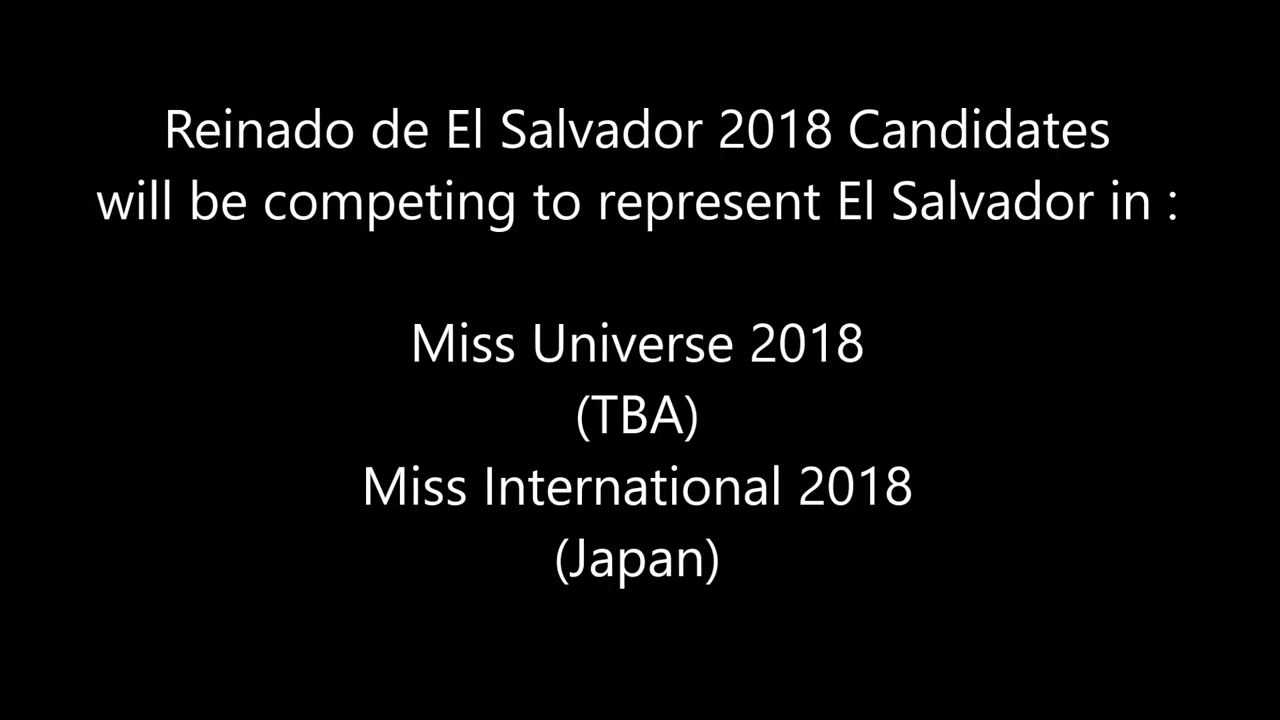 Reinado de El Salvador 2018 Candidates
will be competing to represent El Salvador in :
Miss Universe 2018
(TBA)
Miss International 2018
(Japan)